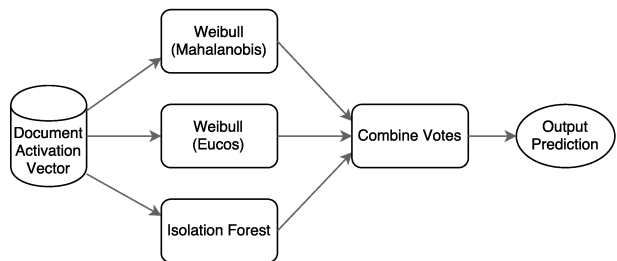 Weibull
(Mahalanobis)
Document
Activation
Vector
Weibull
(Eucos)
Combine Votes
Output
Prediction
Isolation Forest